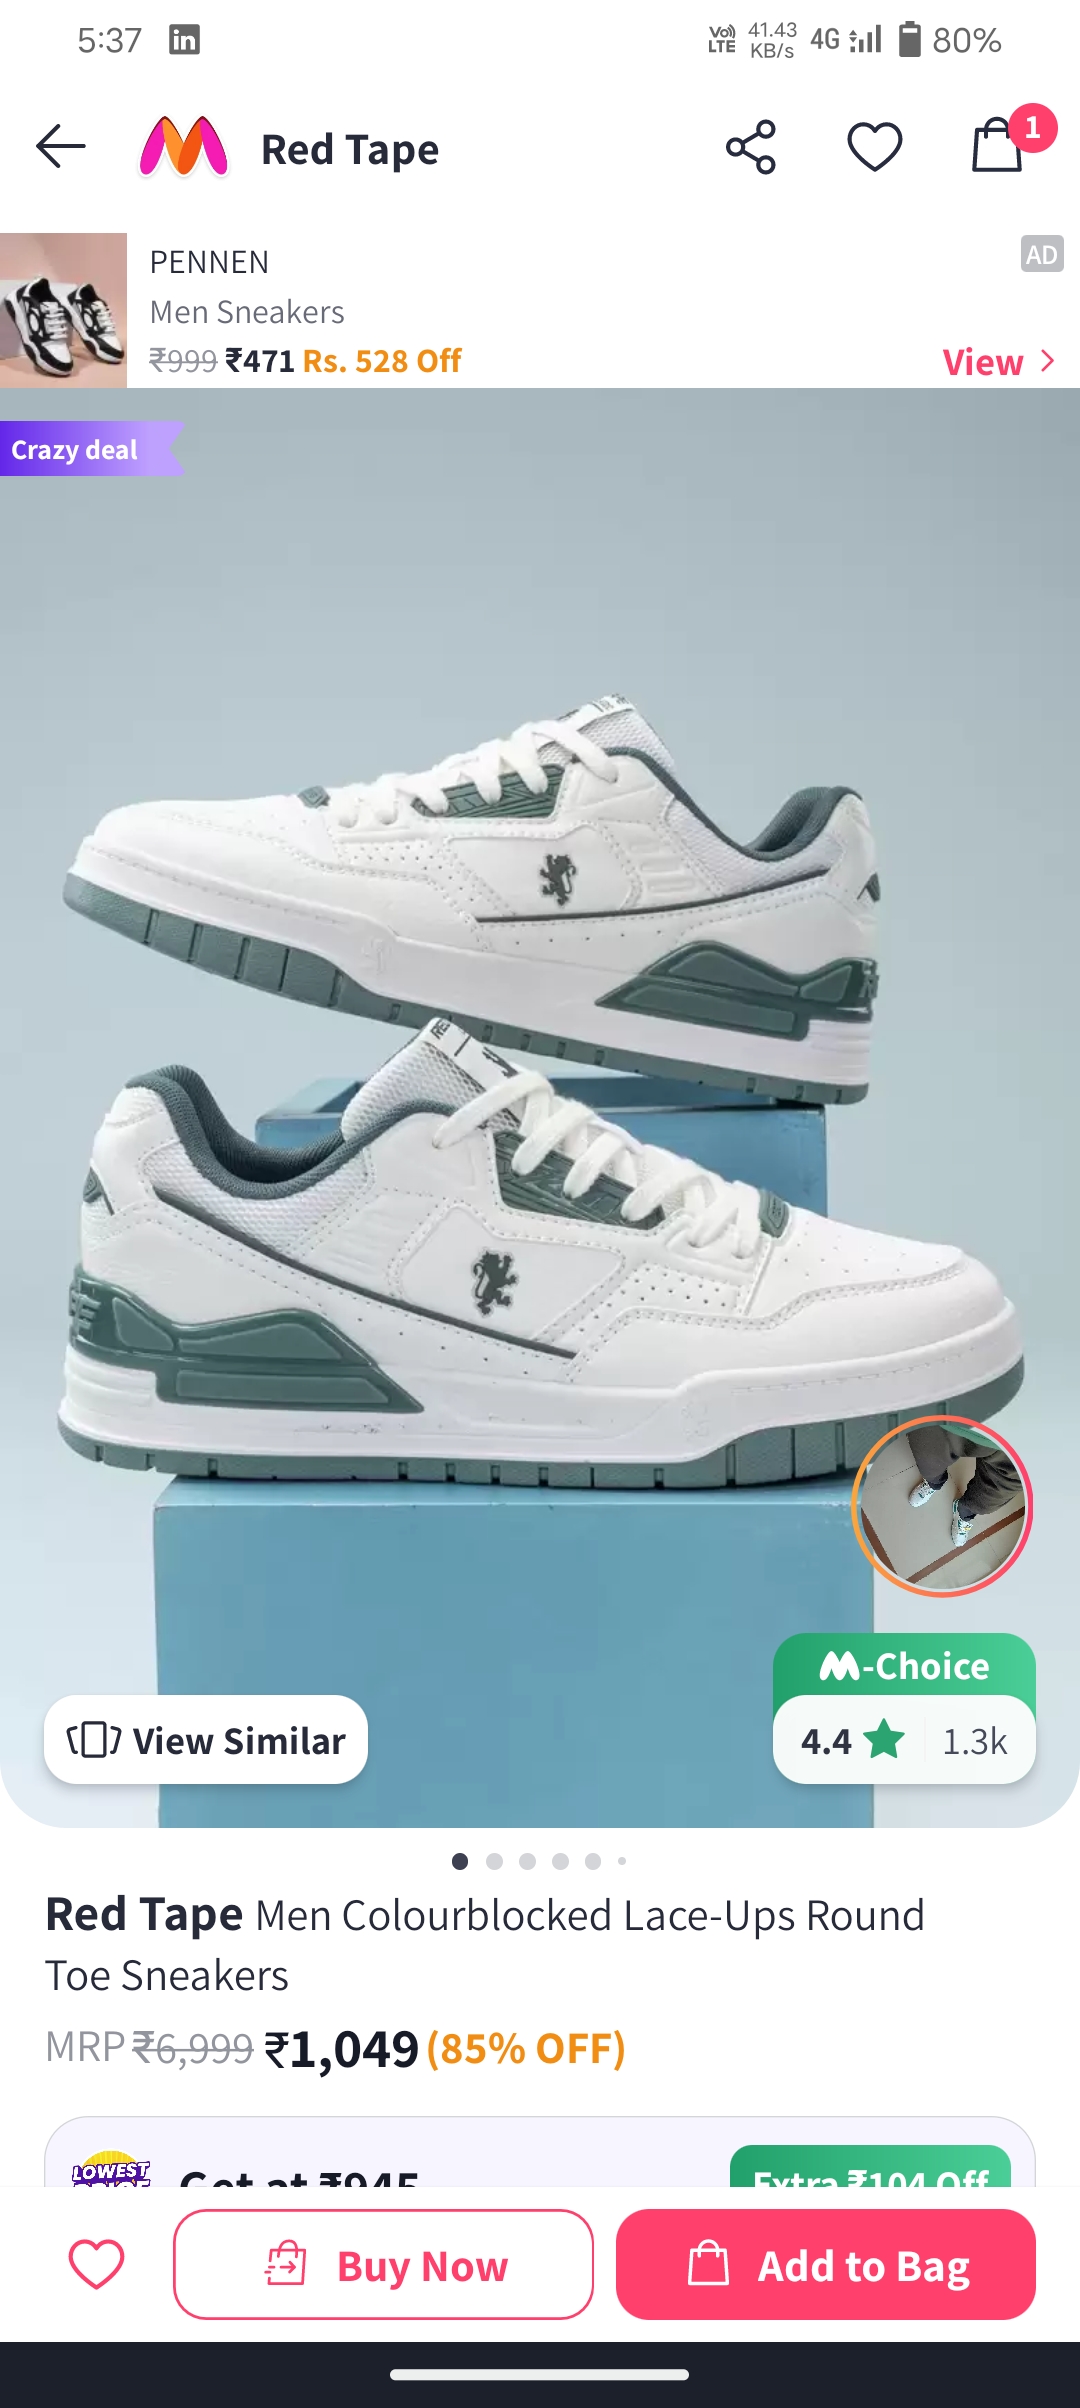 5:37
Vo)) LTE 41.43 KB/s 4G 80%
Red Tape
1
PENNEN
AD
Men Sneakers
₹999 ₹471 Rs. 528 Off
View
Crazy deal
-Choice
View Similar
4.4 1.3k
Red Tape Men Colourblocked Lace-Ups Round
Toe Sneakers
MRP ₹6,999 ₹1,049 (85% OFF)
LOWEST
PRICE
Get at ₹945
Extra ₹104 Off
Buy Now
Add to Bag